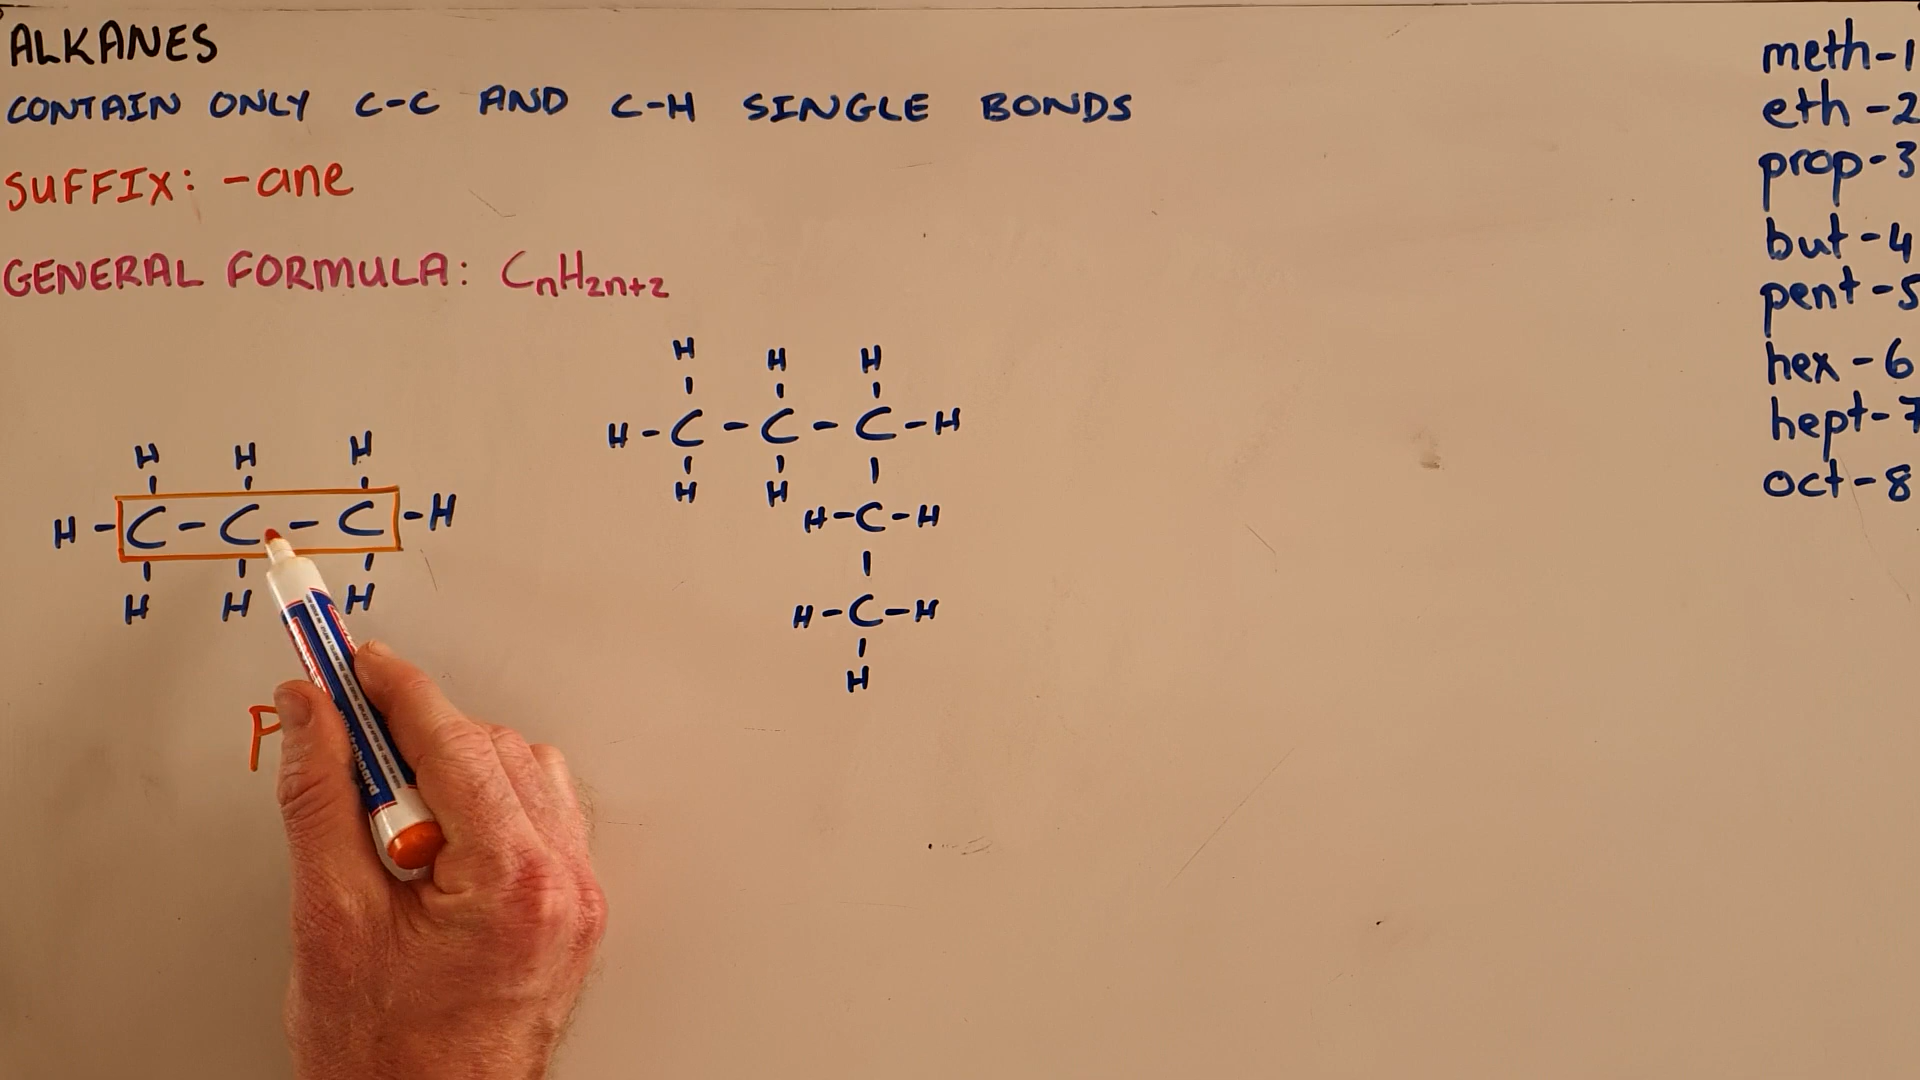 ALKANES
CONTAIN ONLY C-C AND C-H SINGLE BONDS
SUFFIX: -ane
GENERAL FORMULA: CnH2n+2
H H H
H-C-C-C-H
H H H
P
H H H
H-C-C-C-H
H H
H-C-H
H-C-H
H
meth-1
eth-2
prop-3
but-4
pent-5
hex-6
hept-7
oct-8